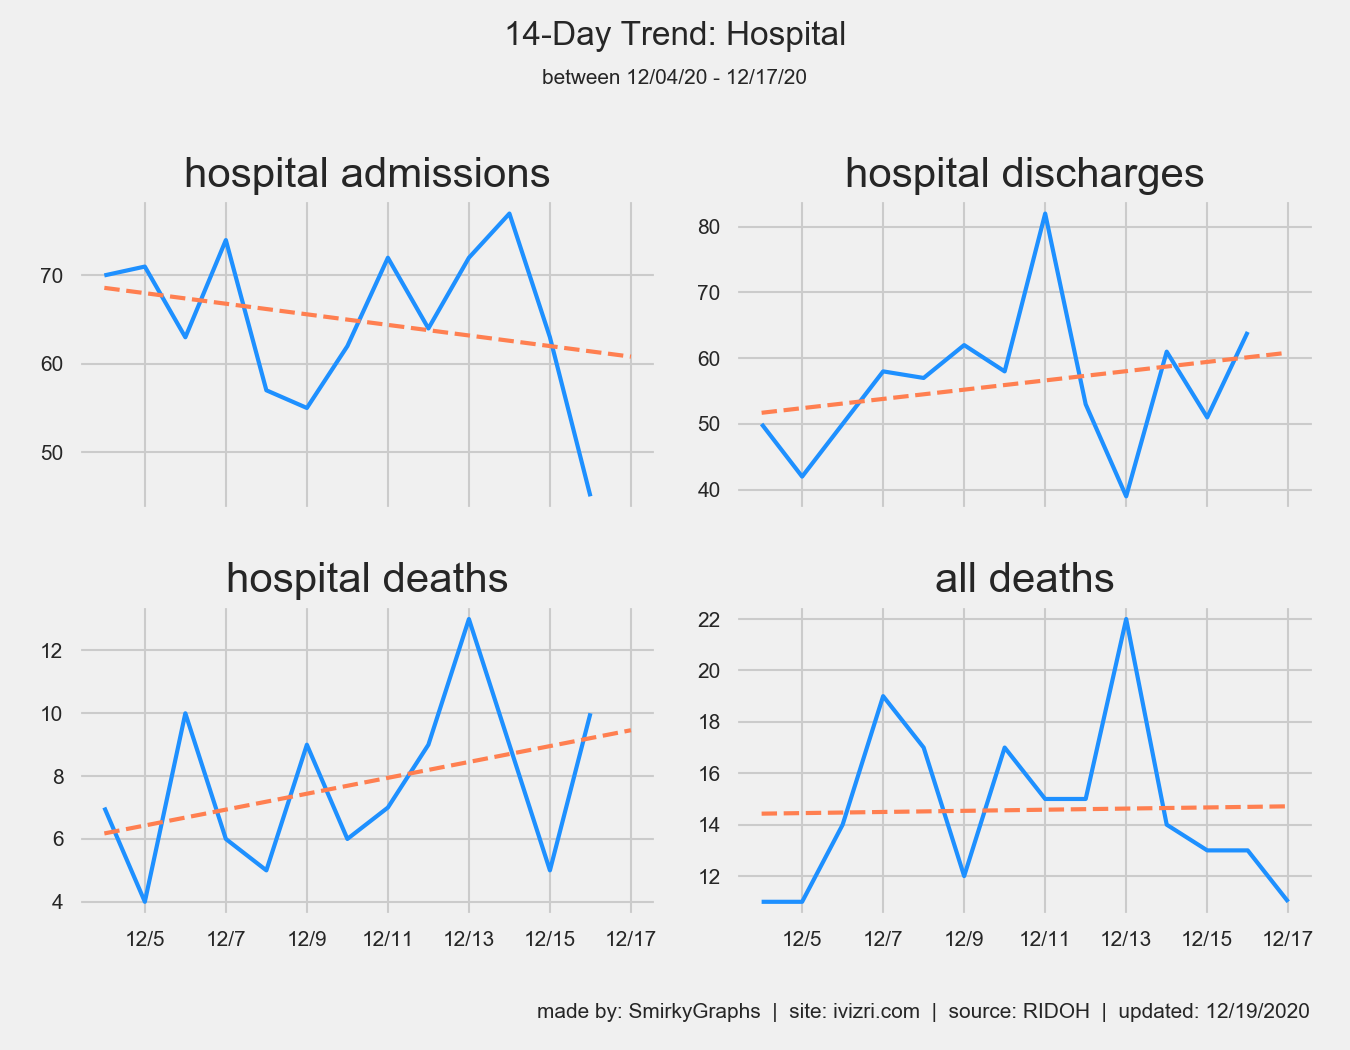 14-Day Trend: Hospital
between 12/04/20 - 12/17/20
hospital admissions
70
60
50
hospital discharges
80
70
60
50
40
hospital deaths
12
10
8
6
4
12/5 12/7 12/9 12/11 12/13 12/15 12/17
all deaths
22
20
18
16
14
12
12/5 12/7 12/9 12/11 12/13 12/15 12/17
made by: SmirkyGraphs | site: ivizri.com | source: RIDOH | updated: 12/19/2020